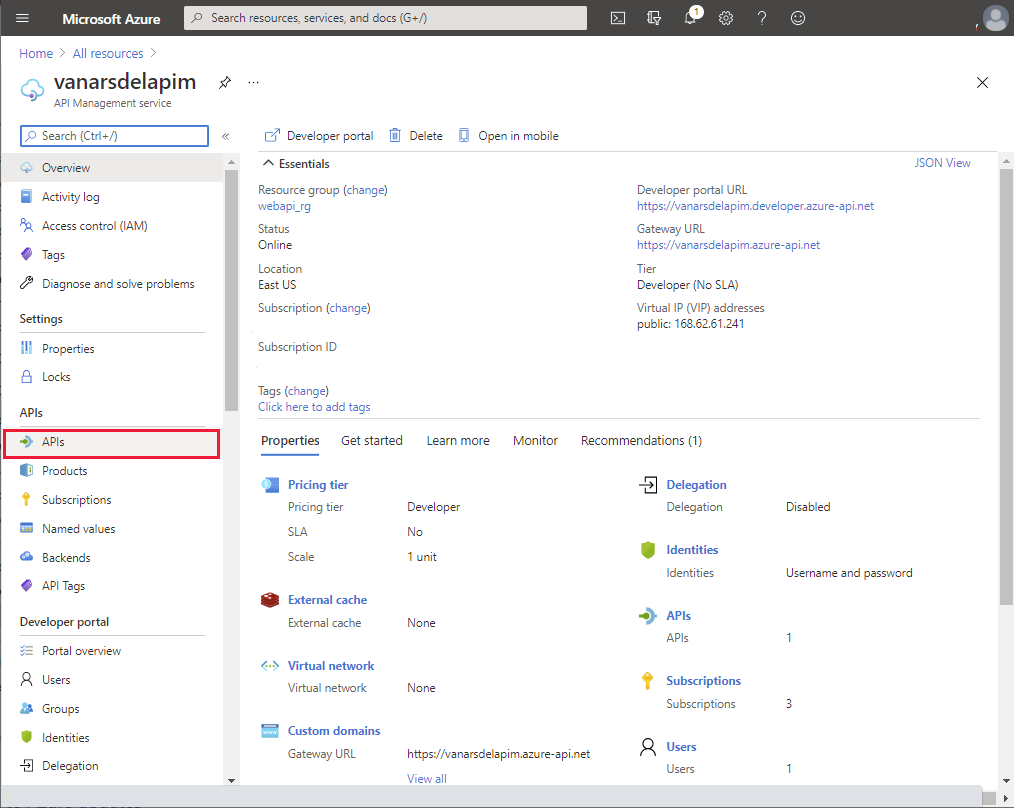 Microsoft Azure
Search resources, services, and docs (G+/)
1
Home > All resources >
vanarsdelapim
...
API Management service
Search (Ctrl+/)
«
Overview
Activity log
Access control (IAM)
Tags
Diagnose and solve problems
Settings
Properties
Locks
APIs
APIs
Products
Subscriptions
Named values
Backends
API Tags
Developer portal
Portal overview
Users
Groups
Identities
Delegation
Developer portal
Delete
Open in mobile
Essentials
JSON View
Resource group (change)
webapi_rg
Status
Online
Location
East US
Subscription (change)
Subscription ID
Tags (change)
Click here to add tags
Developer portal URL
https://vanarsdelapim.developer.azure-api.net
Gateway URL
https://vanarsdelapim.azure-api.net
Tier
Developer (No SLA)
Virtual IP (VIP) addresses
public: 168.62.61.241
Properties
Get started
Learn more
Monitor
Recommendations (1)
Pricing tier
Pricing tier Developer
SLA No
Scale 1 unit
External cache
External cache None
Virtual network
Virtual network None
Custom domains
www
Gateway URL https://vanarsdelapim.azure-api.net
View all
Delegation
Delegation Disabled
Identities
Identities Username and password
APIs
APIs 1
Subscriptions
Subscriptions 3
Users
Users 1